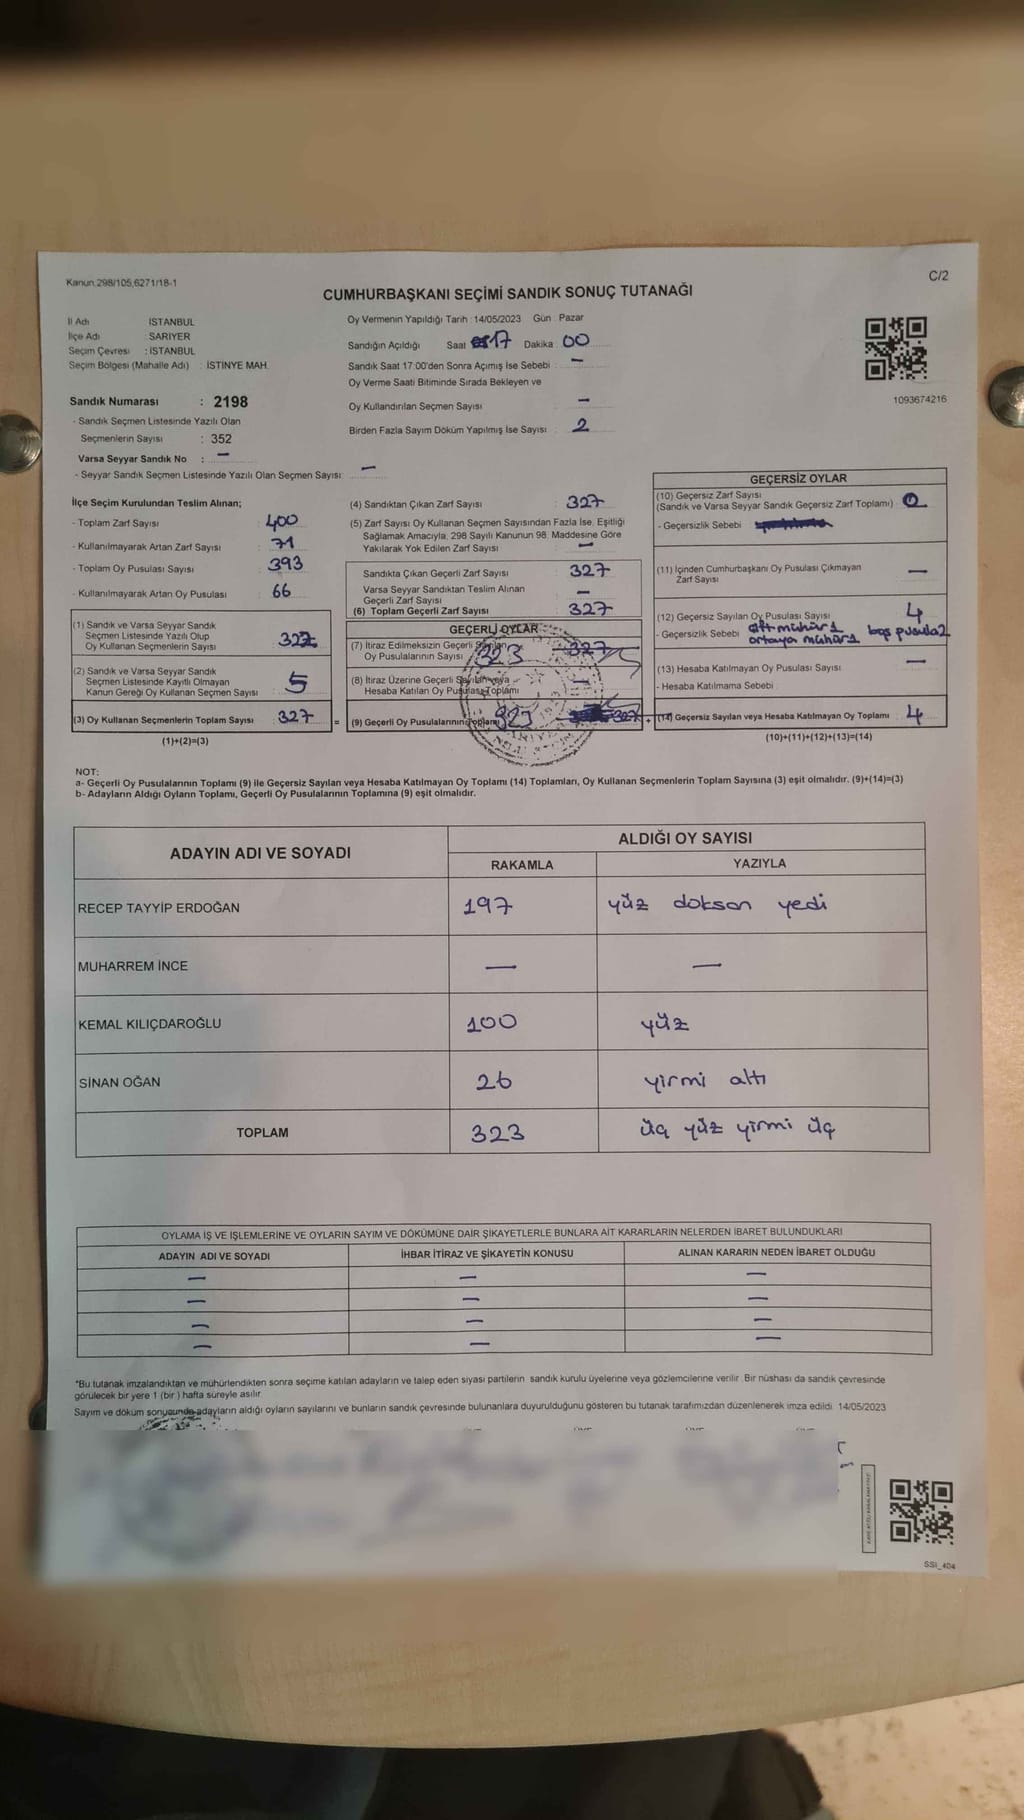 Kanun.298/105,6271/18-1
C/2
CUMHURBAŞKANI SEÇİMİ SANDIK SONUÇ TUTANAĞI
İl Adı İSTANBUL
İlçe Adı SARIYER
Seçim Çevresi : İSTANBUL
Seçim Bölgesi (Mahalle Adı) : İSTİNYE MAH.
Sandık Numarası : 2198
- Sandık Seçmen Listesinde Yazılı Olan
Seçmenlerin Sayısı : 352
Varsa Seyyar Sandık No : —
- Seyyar Sandık Seçmen Listesinde Yazılı Olan Seçmen Sayısı: —
Oy Vermenin Yapıldığı Tarih : 14/05/2023 Gün : Pazar
Sandığın Açıldığı Saat 17 Dakika : 00
Sandık Saat 17:00'den Sonra Açımış İse Sebebi : —
Oy Verme Saati Bitiminde Sırada Bekleyen ve
Oy Kullandırılan Seçmen Sayısı —
Birden Fazla Sayım Döküm Yapılmış İse Sayısı : 2
1093674216
İlçe Seçim Kurulundan Teslim Alınan;
- Toplam Zarf Sayısı : 400
- Kullanılmayarak Artan Zarf Sayısı : 71
- Toplam Oy Pusulası Sayısı : 393
- Kullanılmayarak Artan Oy Pusulası : 66
(1) Sandık ve Varsa Seyyar Sandık
Seçmen Listesinde Yazılı Olup
Oy Kullanan Seçmenlerin Sayısı : 322
(2) Sandık ve Varsa Seyyar Sandık
Seçmen Listesinde Kayıtlı Olmayan
Kanun Gereği Oy Kullanan Seçmen Sayısı : 5
(3) Oy Kullanan Seçmenlerin Toplam Sayısı : 327 =
(1)+(2)=(3)
(4) Sandıktan Çıkan Zarf Sayısı : 327
(5) Zarf Sayısı Oy Kullanan Seçmen Sayısından Fazla İse, Eşitliği
Sağlamak Amacıyla, 298 Sayılı Kanunun 98. Maddesine Göre
Yakılarak Yok Edilen Zarf Sayısı : —
Sandıkta Çıkan Geçerli Zarf Sayısı : 327
Varsa Seyyar Sandıktan Teslim Alınan
Geçerli Zarf Sayısı : —
(6) Toplam Geçerli Zarf Sayısı : 327
GEÇERLİ OYLAR
(7) İtiraz Edilmeksizin Geçerli Sayılan
Oy Pusulalarının Sayısı 323 327
(8) İtiraz Üzerine Geçerli Sayılan veya
Hesaba Katılan Oy Pusulası Toplamı —
(9) Geçerli Oy Pusulalarının Toplamı 323 327 +
GEÇERSİZ OYLAR
(10) Geçersiz Zarf Sayısı
(Sandık ve Varsa Seyyar Sandık Geçersiz Zarf Toplamı) : 0
- Geçersizlik Sebebi :
(11) İçinden Cumhurbaşkanı Oy Pusulası Çıkmayan
Zarf Sayısı —
(12) Geçersiz Sayılan Oy Pusulası Sayısı : 4
- Geçersizlik Sebebi : çift mühür 1 boş pusula 2
ortaya mühür 1
(13) Hesaba Katılmayan Oy Pusulası Sayısı : —
- Hesaba Katılmama Sebebi :
(14) Geçersiz Sayılan veya Hesaba Katılmayan Oy Toplamı : 4
(10)+(11)+(12)+(13)=(14)
NOT:
a- Geçerli Oy Pusulalarının Toplamı (9) ile Geçersiz Sayılan veya Hesaba Katılmayan Oy Toplamı (14) Toplamları, Oy Kullanan Seçmenlerin Toplam Sayısına (3) eşit olmalıdır. (9)+(14)=(3)
b- Adayların Aldığı Oyların Toplamı, Geçerli Oy Pusulalarının Toplamına (9) eşit olmalıdır.
ADAYIN ADI VE SOYADI
ALDIĞI OY SAYISI
RAKAMLA YAZIYLA
RECEP TAYYİP ERDOĞAN 197 yüz doksan yedi
MUHARREM İNCE — —
KEMAL KILIÇDAROĞLU 100 yüz
SİNAN OĞAN 26 yirmi altı
TOPLAM 323 üç yüz yirmi üç
OYLAMA İŞ VE İŞLEMLERİNE VE OYLARIN SAYIM VE DÖKÜMÜNE DAİR ŞİKAYETLERLE BUNLARA AİT KARARLARIN NELERDEN İBARET BULUNDUKLARI
ADAYIN ADI VE SOYADI İHBAR İTİRAZ VE ŞİKAYETİN KONUSU ALINAN KARARIN NEDEN İBARET OLDUĞU
— — —
— — —
— — —
— — —
*Bu tutanak imzalandıktan ve mühürlendikten sonra seçime katılan adayların ve talep eden siyasi partilerin sandık kurulu üyelerine veya gözlemcilerine verilir. Bir nüshası da sandık çevresinde
görülecek bir yere 1 (bir ) hafta süreyle asılır.
Sayım ve döküm sonucunda adayların aldığı oyların sayılarını ve bunların sandık çevresinde bulunanlara duyurulduğunu gösteren bu tutanak tarafımızdan düzenlenerek imza edildi. 14/05/2023
SSI_404